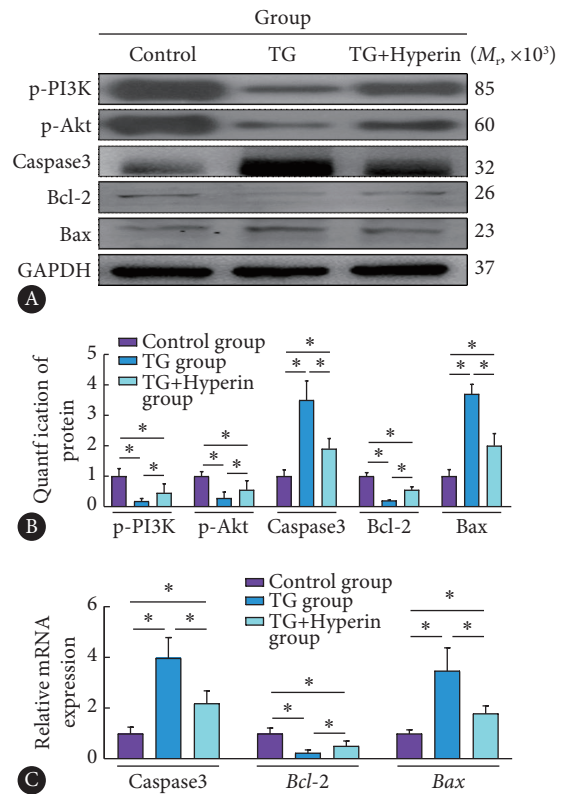 Group
Control TG TG+Hyperin (Mr, ×10³)
p-PI3K 85
p-Akt 60
Caspase3 32
Bcl-2 26
Bax 23
GAPDH 37
A
Control group
TG group
TG+Hyperin
group
Quantf ication of
protein
5
4
3
2
1
0
* * *
* * *
* * *
* * *
* * *
p-PI3K p-Akt Caspase3 Bcl-2 Bax
B
Control group
TG group
TG+Hyperin
group
Relative mRNA
expression
6
4
2
0
* * *
* * *
* * *
Caspase3 Bcl-2 Bax
C